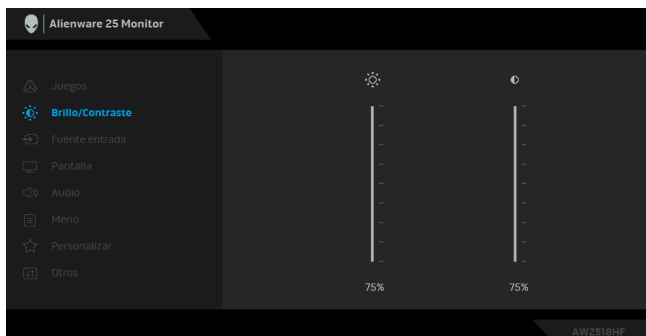 Alienware 25 Monitor
Juegos
Brillo/Contraste
Fuente entrada
Pantalla
Audio
Menú
Personalizar
Otros
75% 75%
AW2518HF